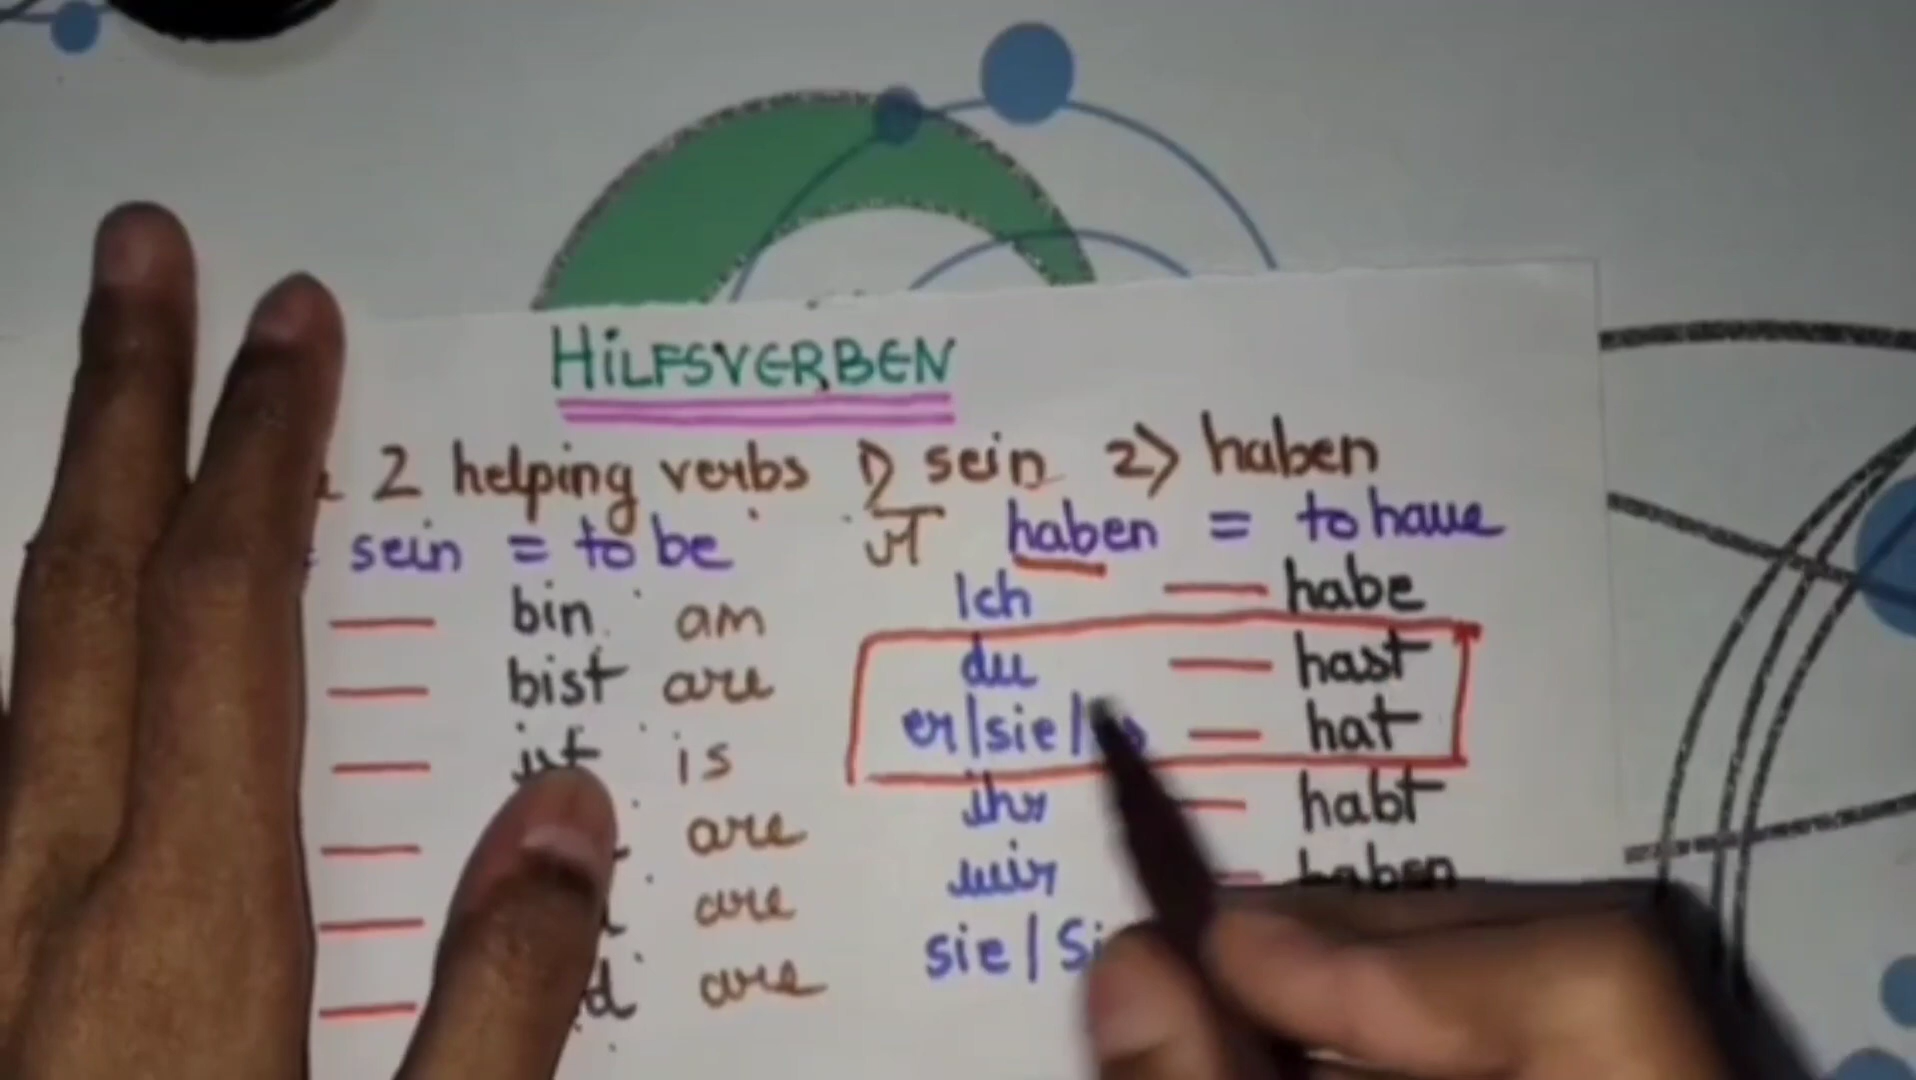 HiLFSVERBEN
2 helping verbs 1) sein 2) haben
sein = to be haben = to have
bin am Ich — habe
bist are du — hast
is er|sie| — hat
are ihr — habt
are wir — haben
are sie|